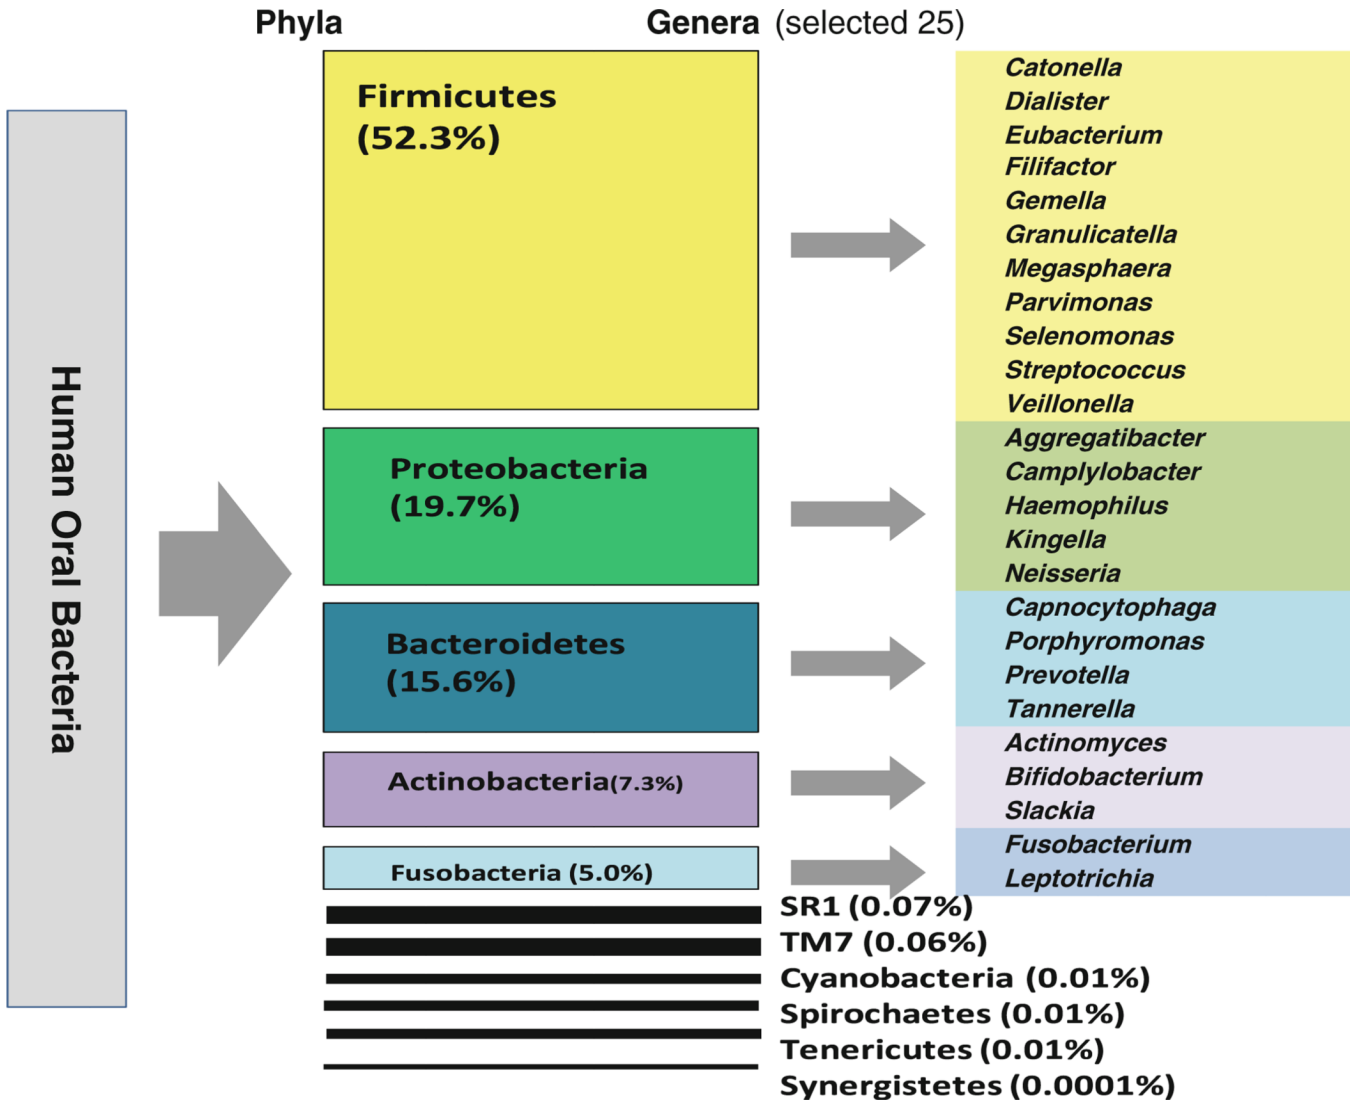 Phyla
Genera (selected 25)
Human Oral Bacteria
Firmicutes
(52.3%)
Catonella
Dialister
Eubacterium
Filifactor
Gemella
Granulicatella
Megasphaera
Parvimonas
Selenomonas
Streptococcus
Veillonella
Proteobacteria
(19.7%)
Aggregatibacter
Camplylobacter
Haemophilus
Kingella
Neisseria
Bacteroidetes
(15.6%)
Capnocytophaga
Porphyromonas
Prevotella
Tannerella
Actinobacteria(7.3%)
Actinomyces
Bifidobacterium
Slackia
Fusobacteria (5.0%)
Fusobacterium
Leptotrichia
SR1 (0.07%)
TM7 (0.06%)
Cyanobacteria (0.01%)
Spirochaetes (0.01%)
Tenericutes (0.01%)
Synergistetes (0.0001%)